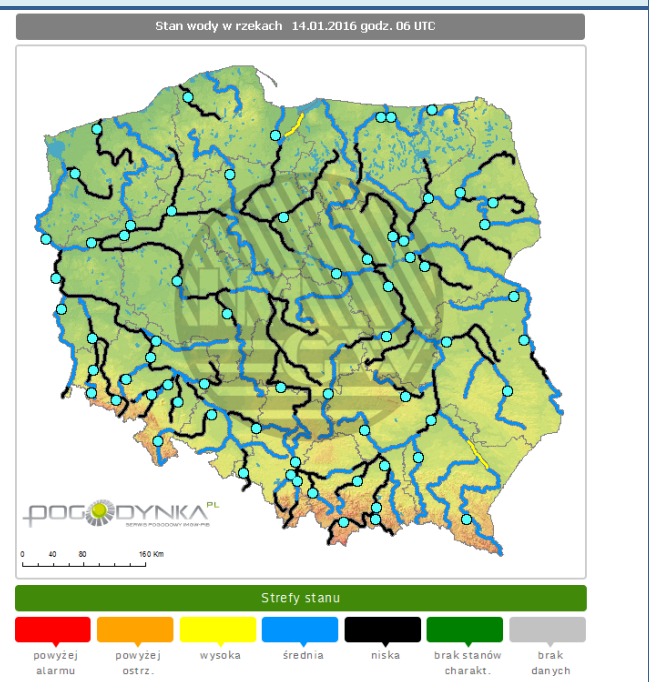 Stan wody w rzekach 14.01.2016 godz. 06 UTC
POGODYNKA.PL
SERWIS POGODOWY IMGW-PIB
0 40 80 160 Km
Strefy stanu
powyżej alarmu
powyżej ostrz.
wysoka
średnia
niska
brak stanów charakt.
brak danych